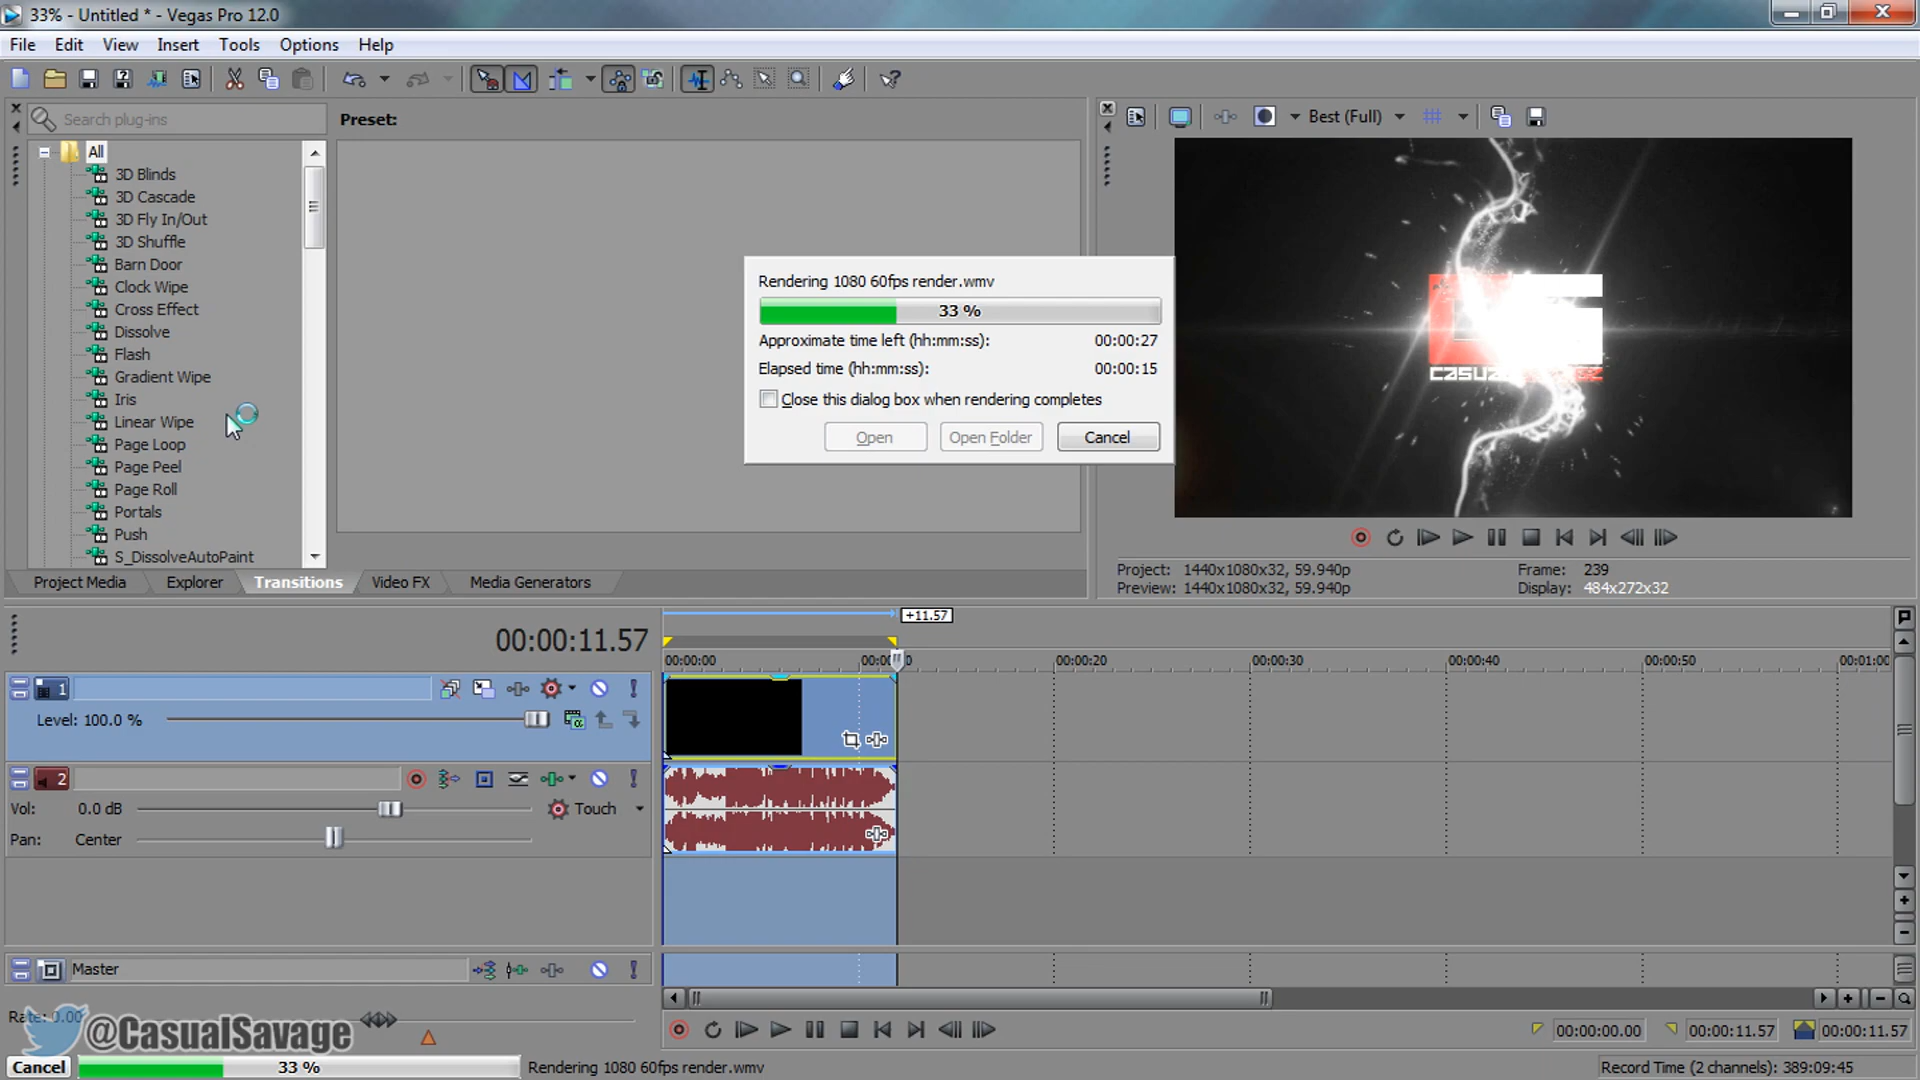 33% - Untitled * - Vegas Pro 12.0
File Edit View Insert Tools Options Help
Search plug-ins
Preset:
Best (Full)
All
3D Blinds
3D Cascade
3D Fly In/Out
3D Shuffle
Barn Door
Clock Wipe
Cross Effect
Dissolve
Flash
Gradient Wipe
Iris
Linear Wipe
Page Loop
Page Peel
Page Roll
Portals
Push
S_DissolveAutoPaint
Rendering 1080 60fps render.wmv
33 %
Approximate time left (hh:mm:ss): 00:00:27
Elapsed time (hh:mm:ss): 00:00:15
Close this dialog box when rendering completes
Open Open Folder Cancel
Project: 1440x1080x32, 59.940p Frame: 239
Preview: 1440x1080x32, 59.940p Display: 484x272x32
Project Media Explorer Transitions Video FX Media Generators
+11.57
00:00:11.57
00:00:00 00:00:20 00:00:30 00:00:40 00:00:50 00:01:00
1
Level: 100.0 %
2
Vol: 0.0 dB Touch
Pan: Center
Master
Rate: 0.00
@CasualSavage
00:00:00.00 00:00:11.57 00:00:11.57
Cancel 33 % Rendering 1080 60fps render.wmv
Record Time (2 channels): 389:09:45